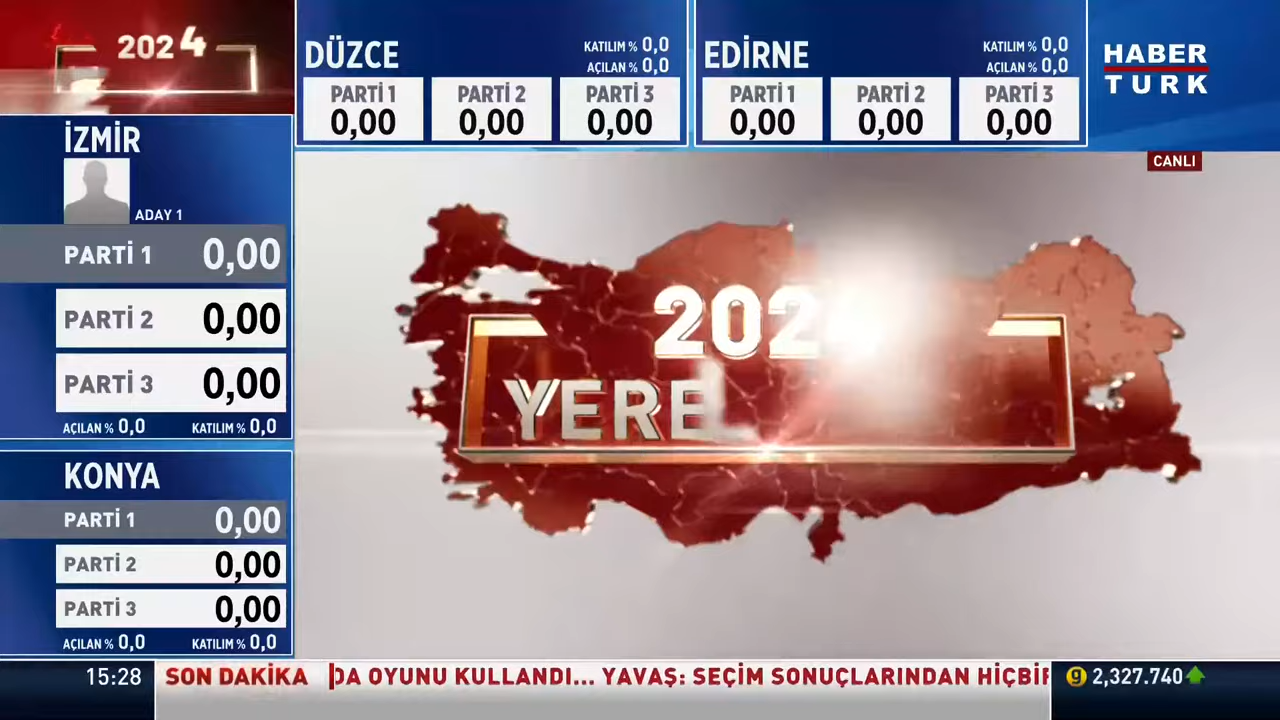 2024
DÜZCE
KATILIM % 0,0
AÇILAN % 0,0
PARTİ 1
PARTİ 2
PARTİ 3
0,00
0,00
0,00
EDİRNE
KATILIM % 0,0
AÇILAN % 0,0
PARTİ 1
PARTİ 2
PARTİ 3
0,00
0,00
0,00
HABER
TURK
CANLI
İZMİR
ADAY 1
PARTİ 1 0,00
PARTİ 2 0,00
PARTİ 3 0,00
AÇILAN % 0,0 KATILIM % 0,0
KONYA
PARTİ 1 0,00
PARTİ 2 0,00
PARTİ 3 0,00
AÇILAN % 0,0 KATILIM % 0,0
2024
YEREL
15:28 SON DAKİKA DA OYUNU KULLANDI... YAVAŞ: SEÇİM SONUÇLARINDAN HİÇBİR 2,327.740